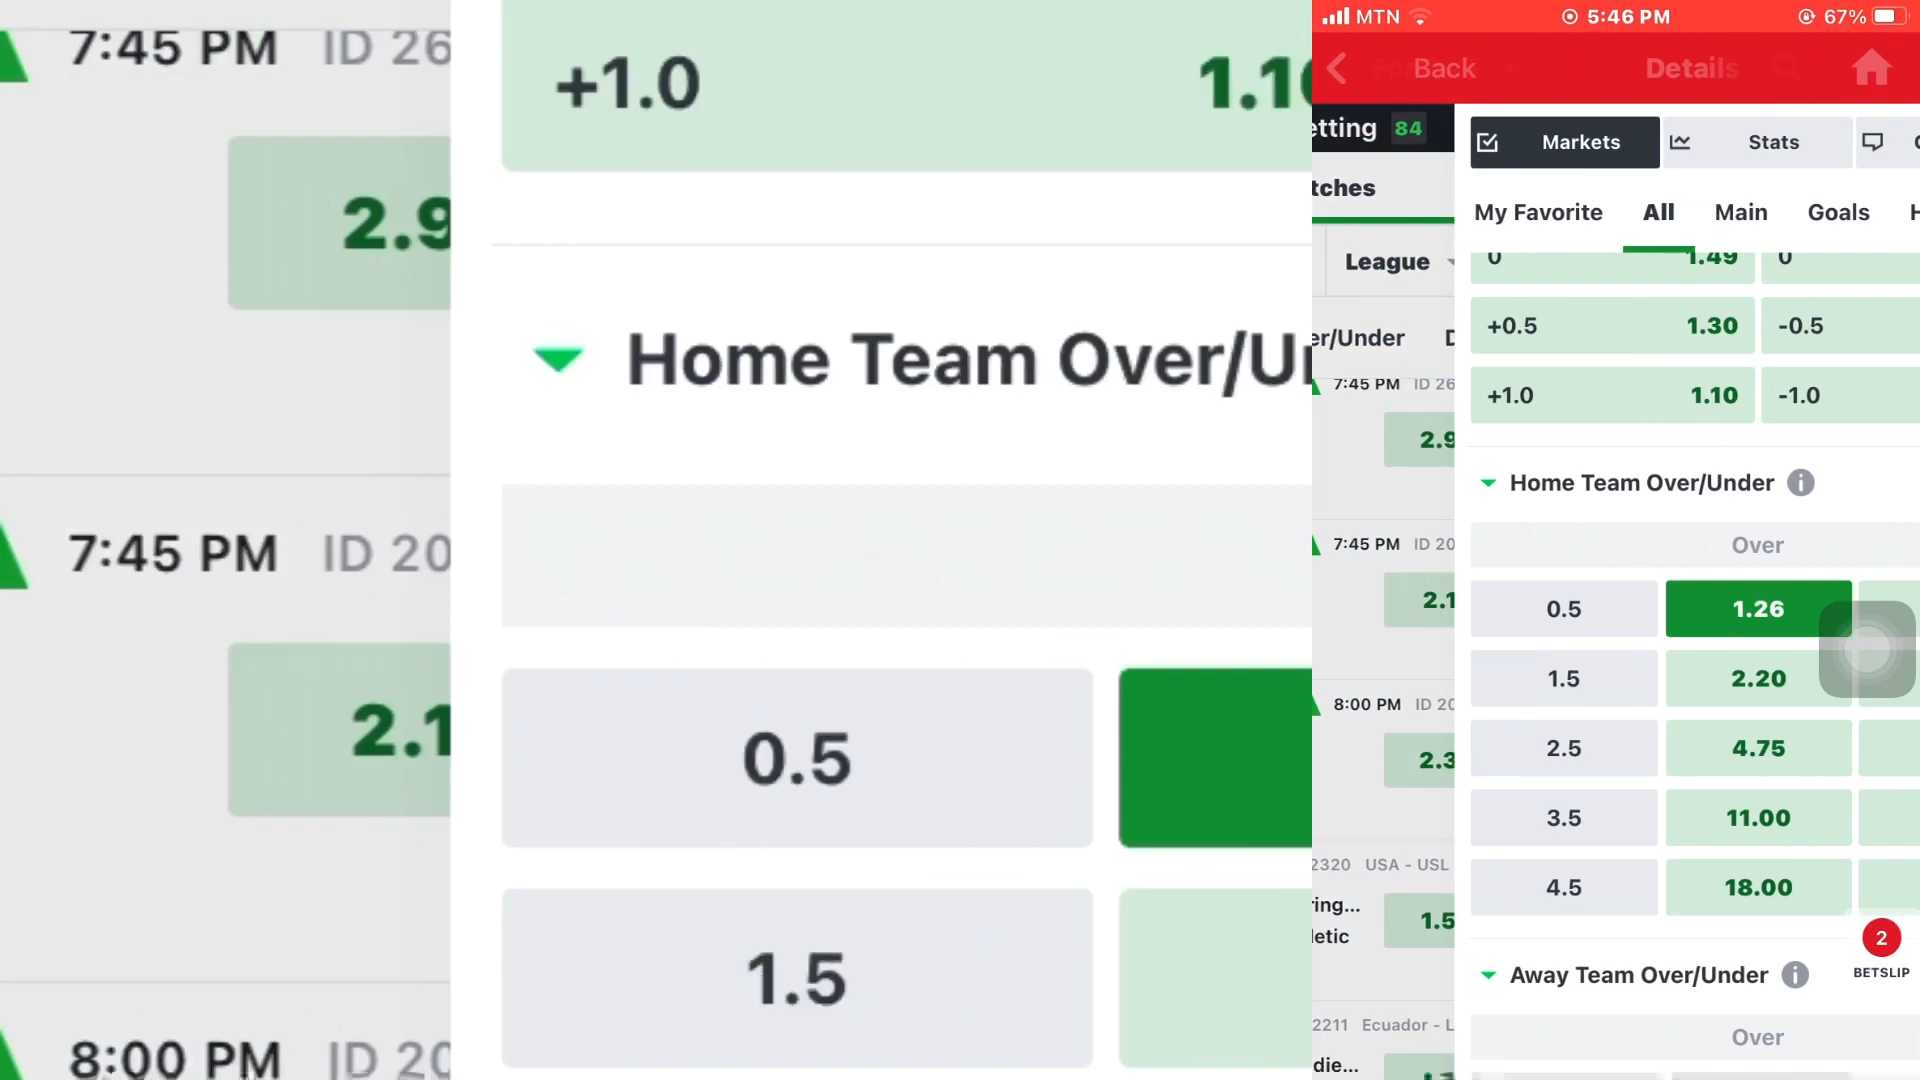 7:45 PM ID 26
2.9
7:45 PM ID 20
2.1
8:00 PM ID 20
+1.0
Home Team Over/U
0.5
1.5
MTN 5:46 PM 67%
Back Details
etting 84
tches
League
er/Under
7:45 PM ID 26
2.9
7:45 PM ID 20
2.1
8:00 PM ID 20
2.3
2320 USA - USL
ring...
letic
1.5
2211 Ecuador - L
die...
Markets Stats
My Favorite All Main Goals H
0 1.49 0
+0.5 1.30 -0.5
+1.0 1.10 -1.0
Home Team Over/Under
Over
0.5 1.26
1.5 2.20
2.5 4.75
3.5 11.00
4.5 18.00
2
BETSLIP
Away Team Over/Under
Over